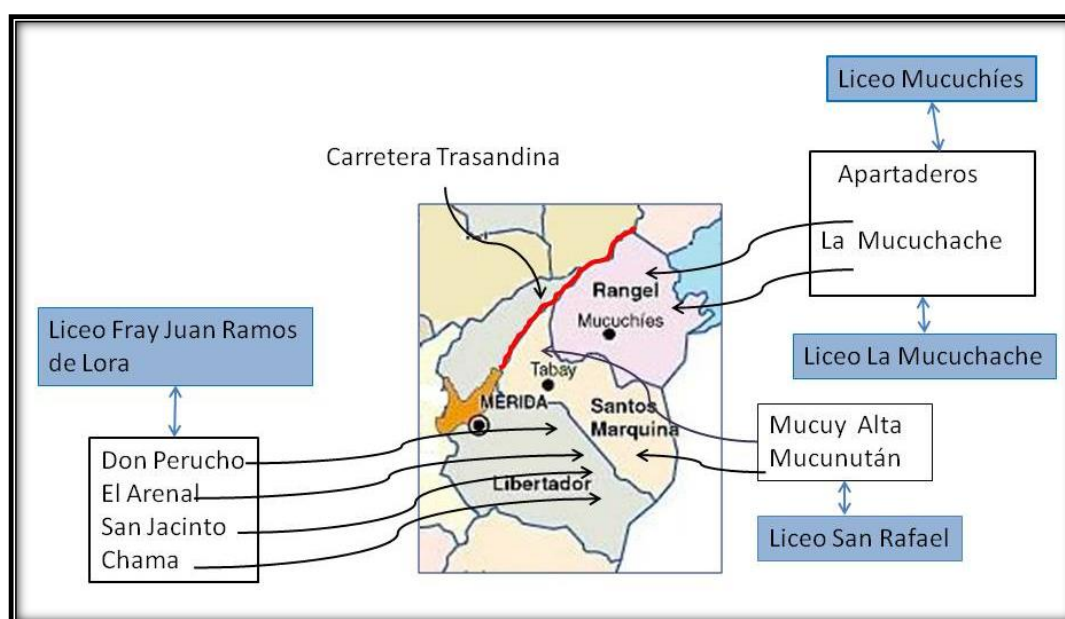 Liceo Mucuchíes
Carretera Trasandina
Apartaderos
La Mucuchache
Rangel
Mucuchíes
Liceo Fray Juan Ramos
de Lora
Liceo La Mucuchache
Tabay
MÉRIDA
Santos
Marquina
Mucuy Alta
Mucunután
Don Perucho
El Arenal
San Jacinto
Chama
Libertador
Liceo San Rafael